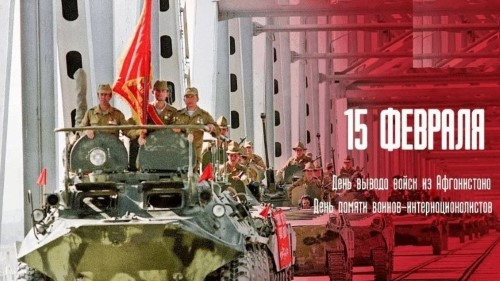 15 ФЕВРАЛЯ
День вывода войск из Афганистана
День памяти воинов-интернационалистов